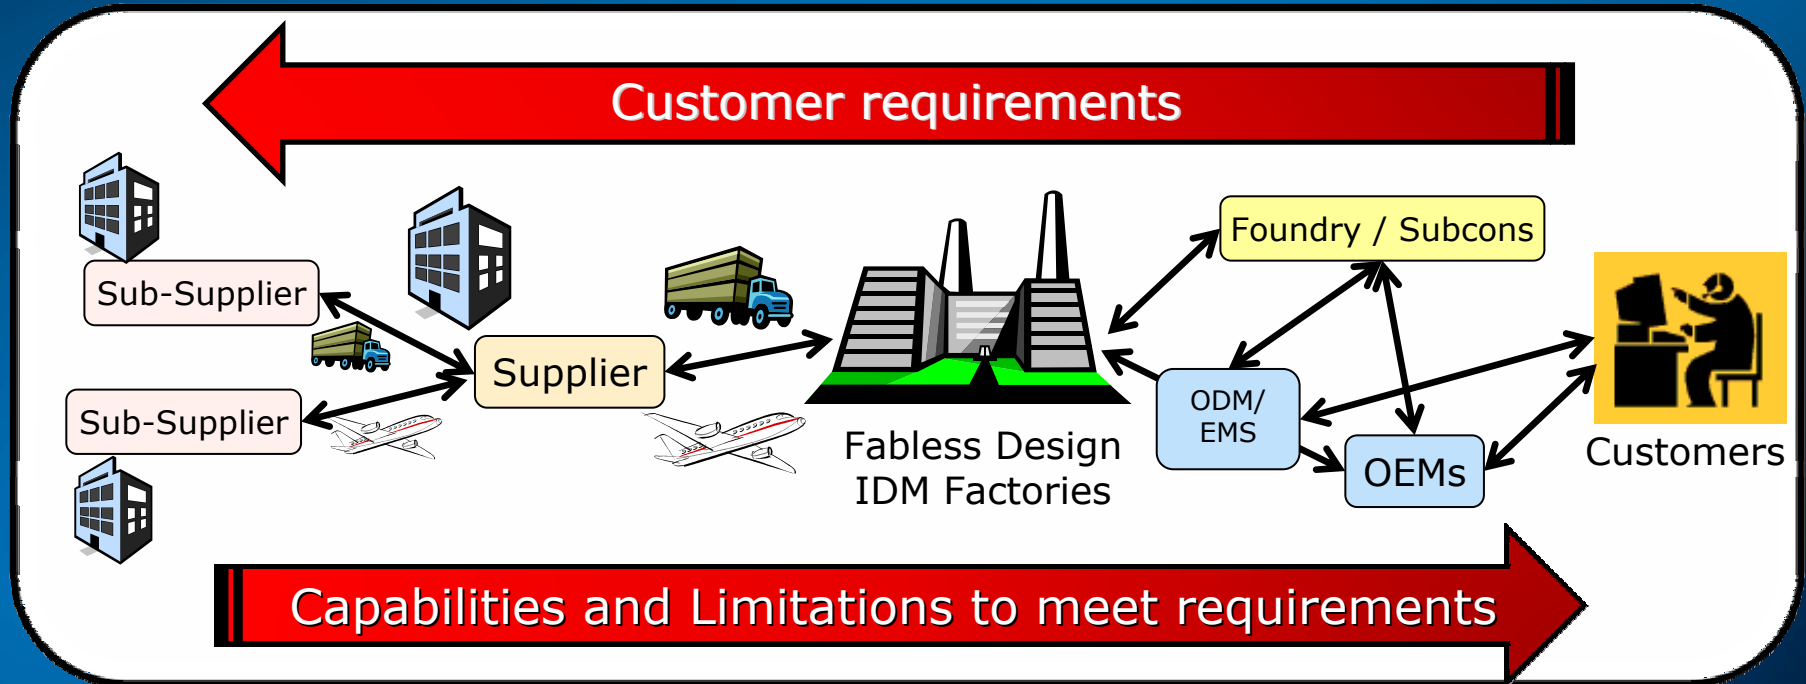 Customer requirements
Sub-Supplier
Sub-Supplier
Supplier
Fabless Design
IDM Factories
Foundry / Subcons
ODM/
EMS
OEMs
Customers
Capabilities and Limitations to meet requirements